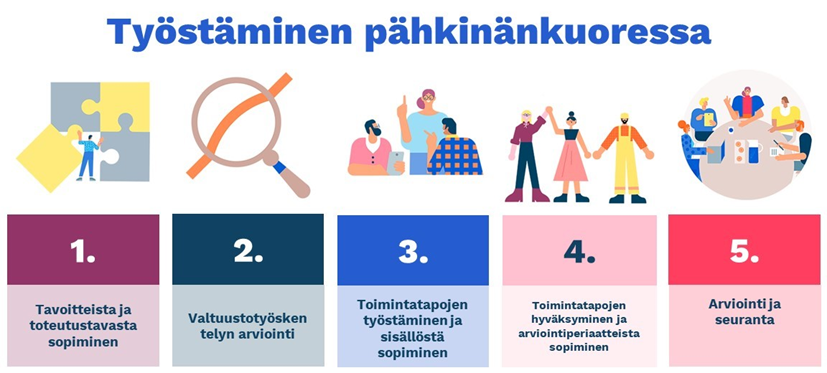 Työstäminen pähkinänkuoressa
1.
Tavoitteista ja
toteutustavasta
sopiminen
2.
Valtuustotyösken
telyn arviointi
3.
Toimintatapojen
työstäminen ja
sisällöstä
sopiminen
4.
Toimintatapojen
hyväksyminen ja
arviointiperiaatteista
sopiminen
5.
Arviointi ja
seuranta